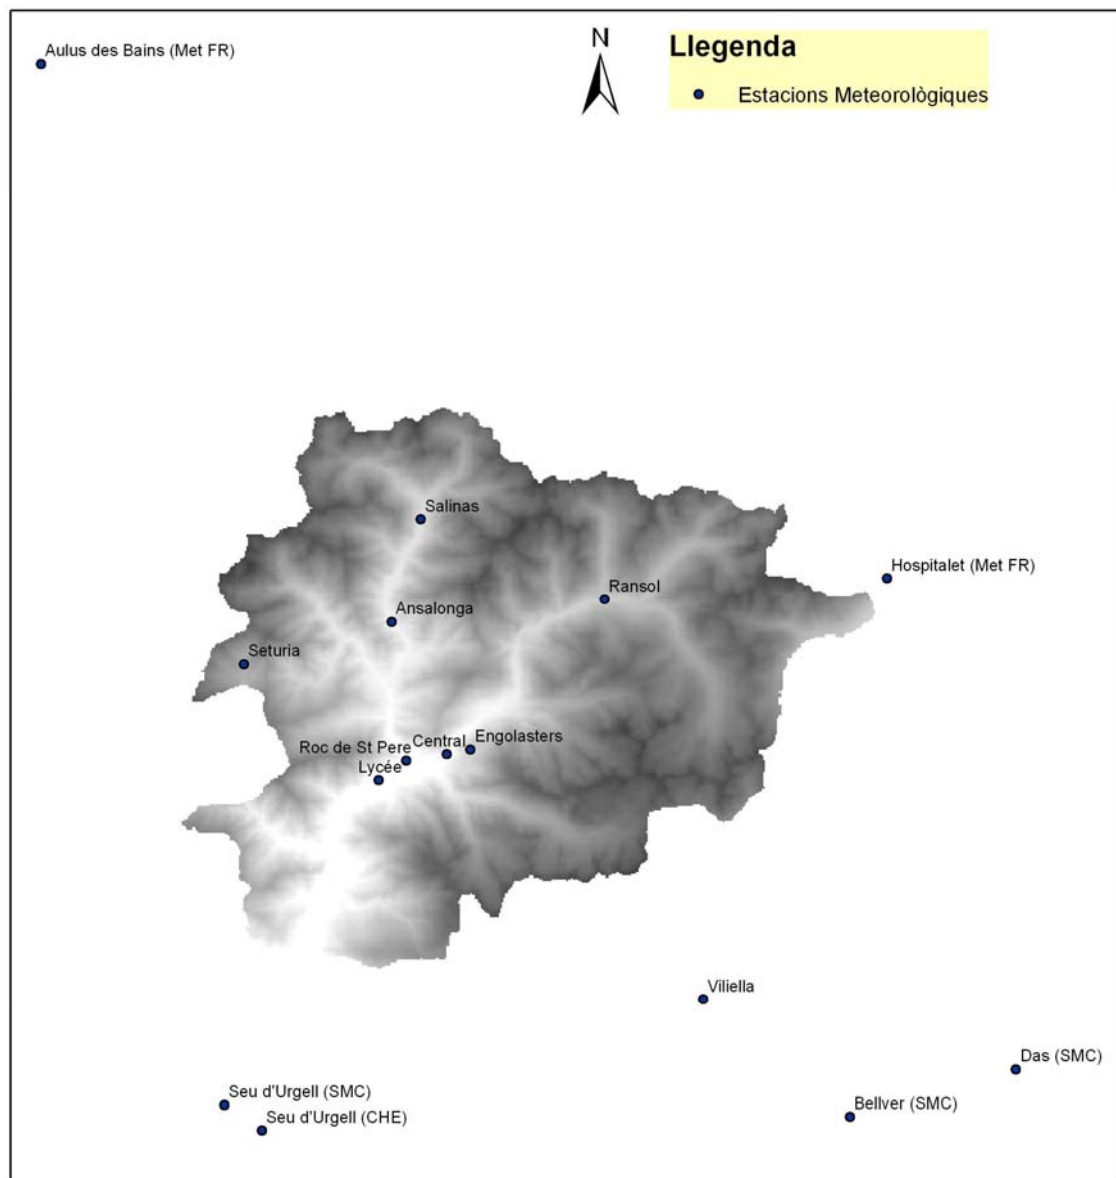 Aulus des Bains (Met FR)
N
Llegenda
Estacions Meteorològiques
Salinas
Hospitalet (Met FR)
Ransol
Ansalonga
Seturia
Engolasters
Central
Roc de St Pere
Lycée
Viliella
Das (SMC)
Seu d'Urgell (SMC)
Bellver (SMC)
Seu d'Urgell (CHE)